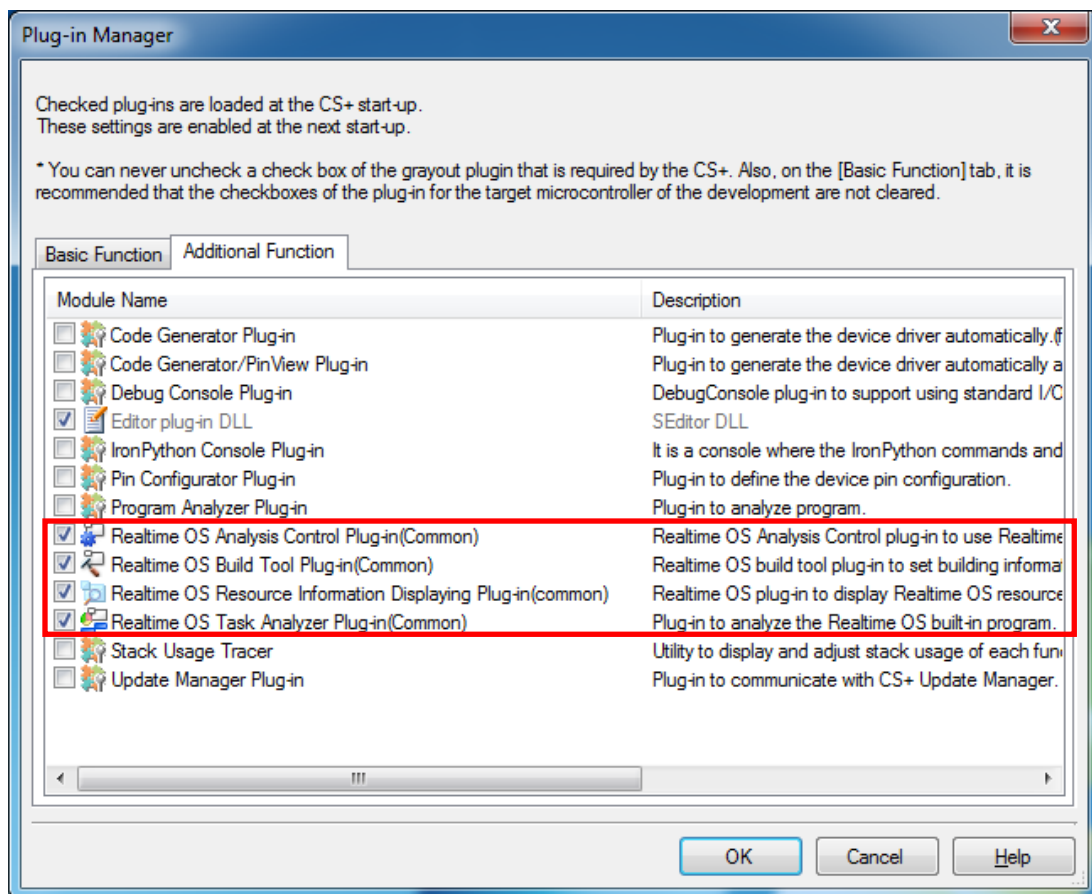 Plug-in Manager
Checked plug-ins are loaded at the CS+ start-up.
These settings are enabled at the next start-up.
* You can never uncheck a check box of the grayout plugin that is required by the CS+. Also, on the [Basic Function] tab, it is
recommended that the checkboxes of the plug-in for the target microcontroller of the development are not cleared.
Basic Function Additional Function
Module Name Description
Code Generator Plug-in Plug-in to generate the device driver automatically.(f
Code Generator/PinView Plug-in Plug-in to generate the device driver automatically a
Debug Console Plug-in DebugConsole plug-in to support using standard I/O
Editor plug-in DLL SEditor DLL
IronPython Console Plug-in It is a console where the IronPython commands and
Pin Configurator Plug-in Plug-in to define the device pin configuration.
Program Analyzer Plug-in Plug-in to analyze program.
Realtime OS Analysis Control Plug-in(Common) Realtime OS Analysis Control plug-in to use Realtime
Realtime OS Build Tool Plug-in(Common) Realtime OS build tool plug-in to set building informa
Realtime OS Resource Information Displaying Plug-in(common) Realtime OS plug-in to display Realtime OS resource
Realtime OS Task Analyzer Plug-in(Common) Plug-in to analyze the Realtime OS built-in program.
Stack Usage Tracer Utility to display and adjust stack usage of each fun
Update Manager Plug-in Plug-in to communicate with CS+ Update Manager.
OK Cancel Help